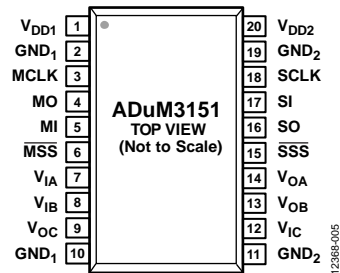 VDD1 1 20 VDD2
GND1 2 19 GND2
MCLK 3 18 SCLK
MO 4 17 SI
MI 5 16 SO
MSS 6 15 SSS
VIA 7 14 VOA
VIB 8 13 VOB
VOC 9 12 VIC
GND1 10 11 GND2
ADuM3151
TOP VIEW
(Not to Scale)
12368-005